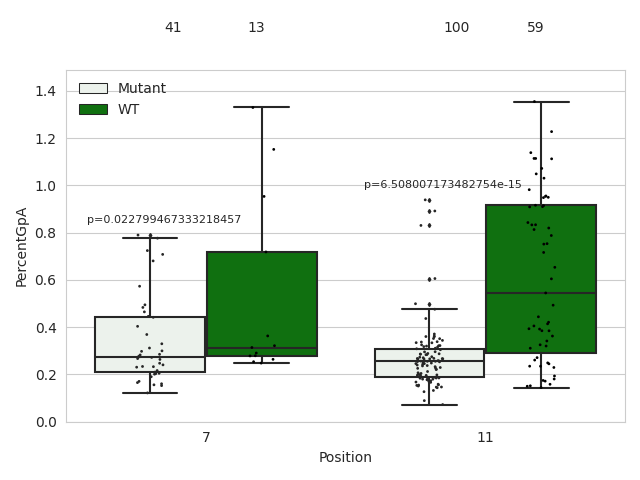 41 13 100 59
Mutant
WT
p=0.022799467333218457
p=6.508007173482754e-15
PercentGpA
1.4
1.2
1.0
0.8
0.6
0.4
0.2
0.0
7 11
Position